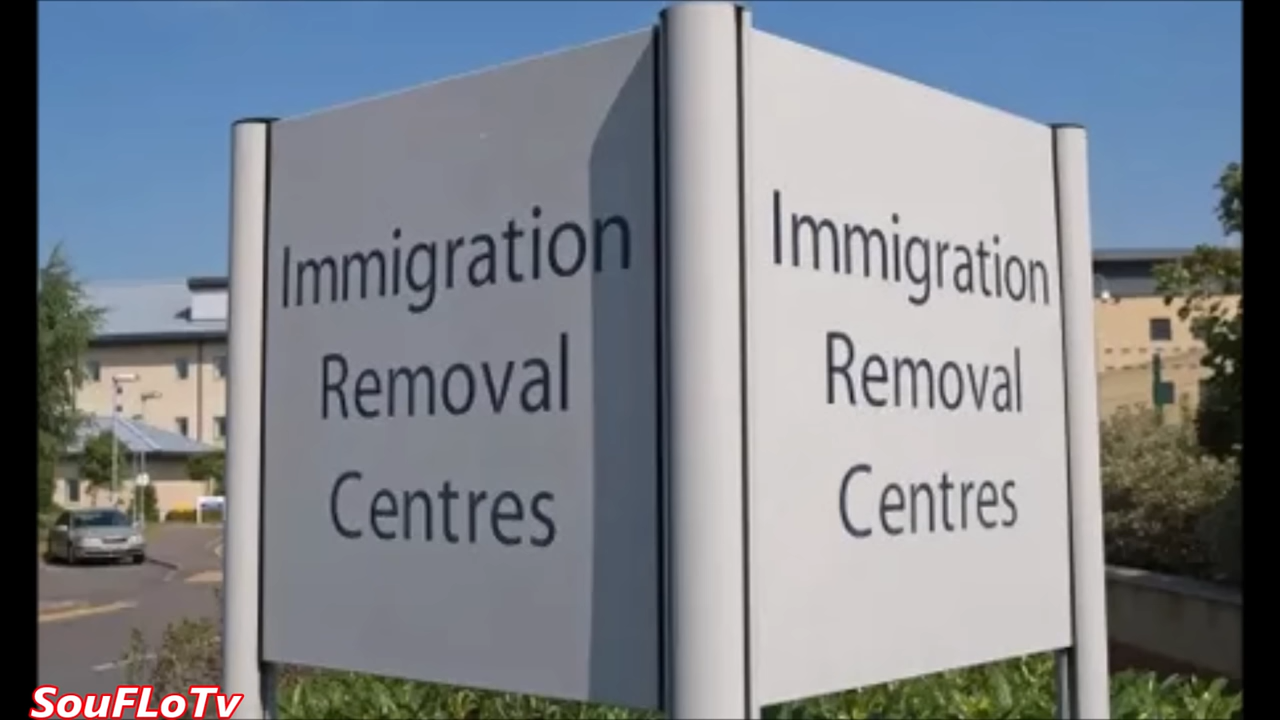 Immigration
Removal
Centres
Immigration
Removal
Centres
SouFLoTv